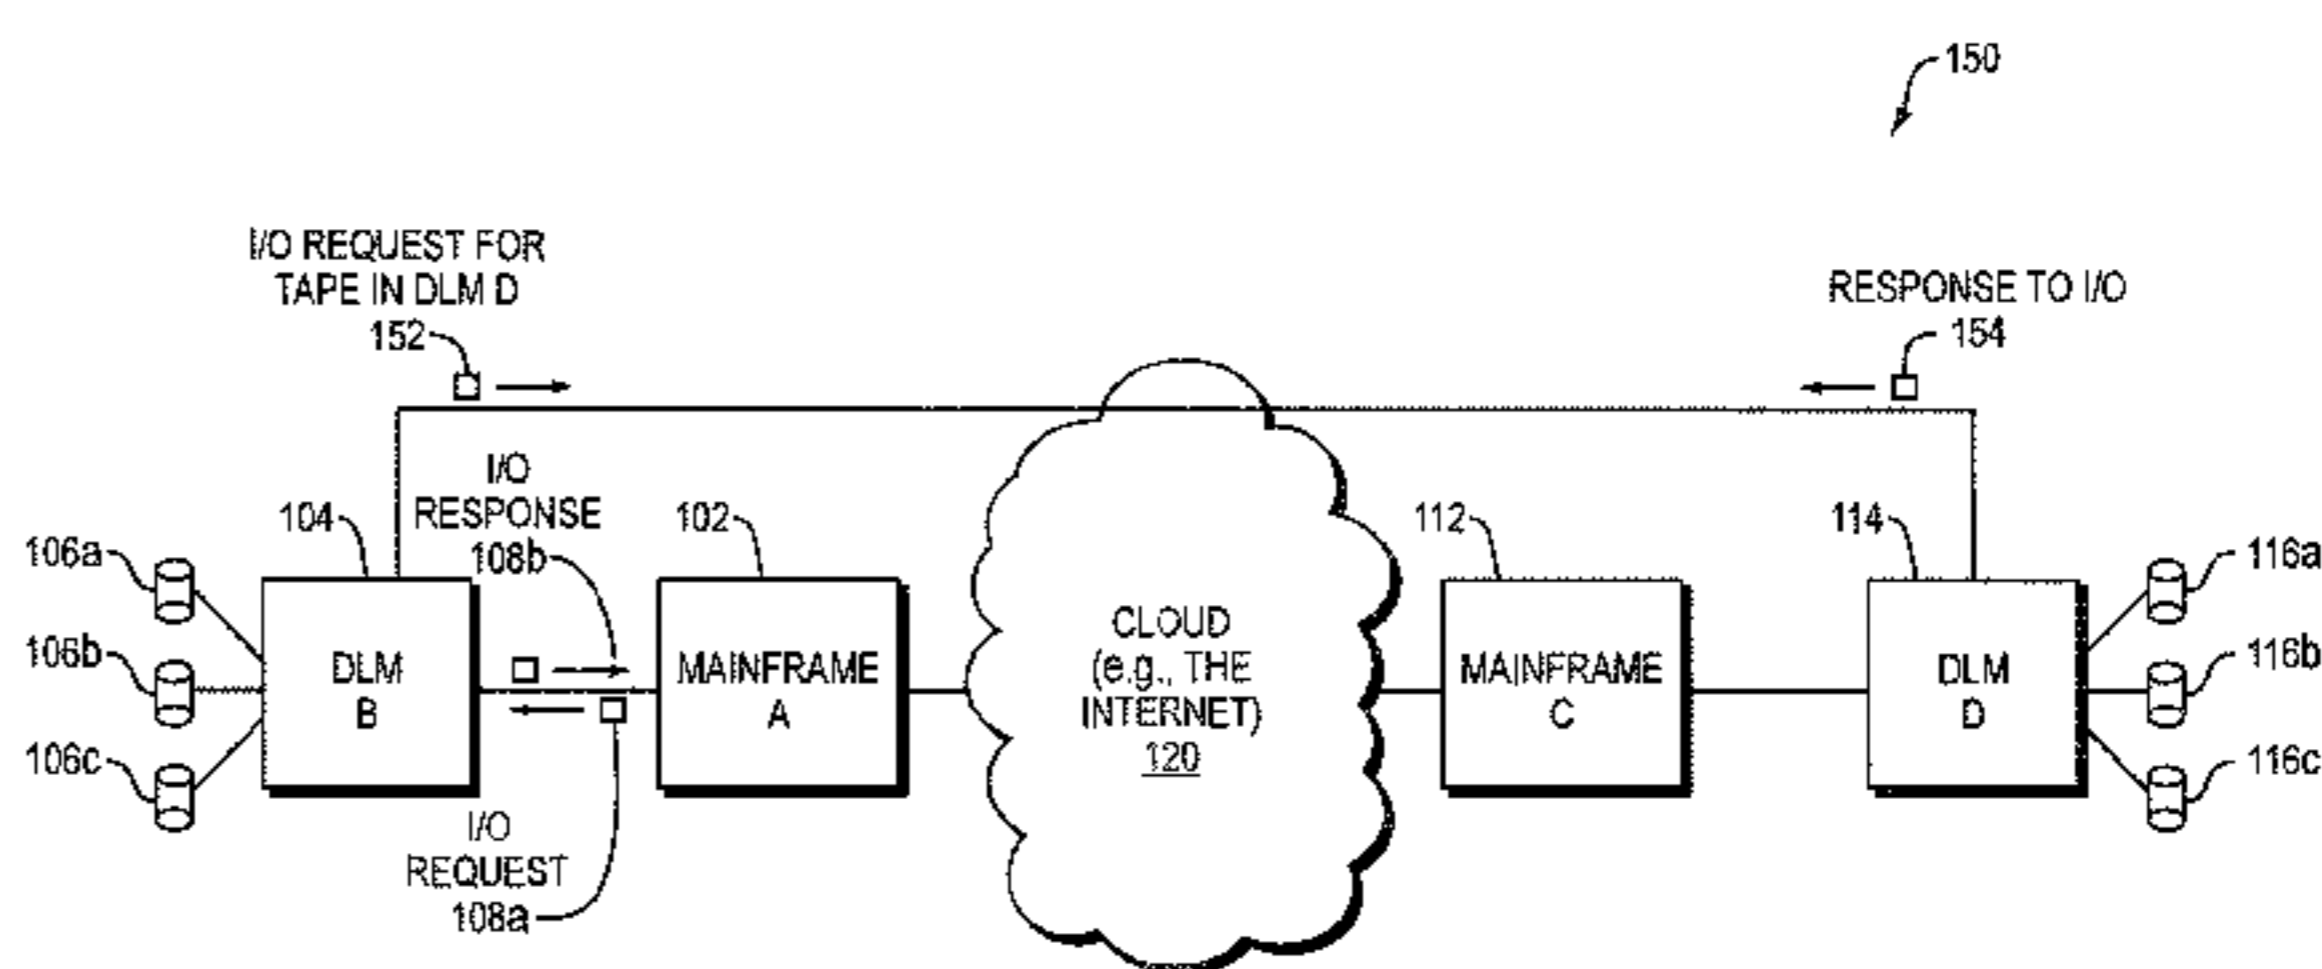 150
I/O REQUEST FOR
TAPE IN DLM D
152
RESPONSE TO I/O
154
I/O
RESPONSE
108b
104
102
112
114
106a
106b
106c
116a
116b
116c
DLM
B
MAINFRAME
A
CLOUD
(e.g., THE
INTERNET)
120
MAINFRAME
C
DLM
D
I/O
REQUEST
108a